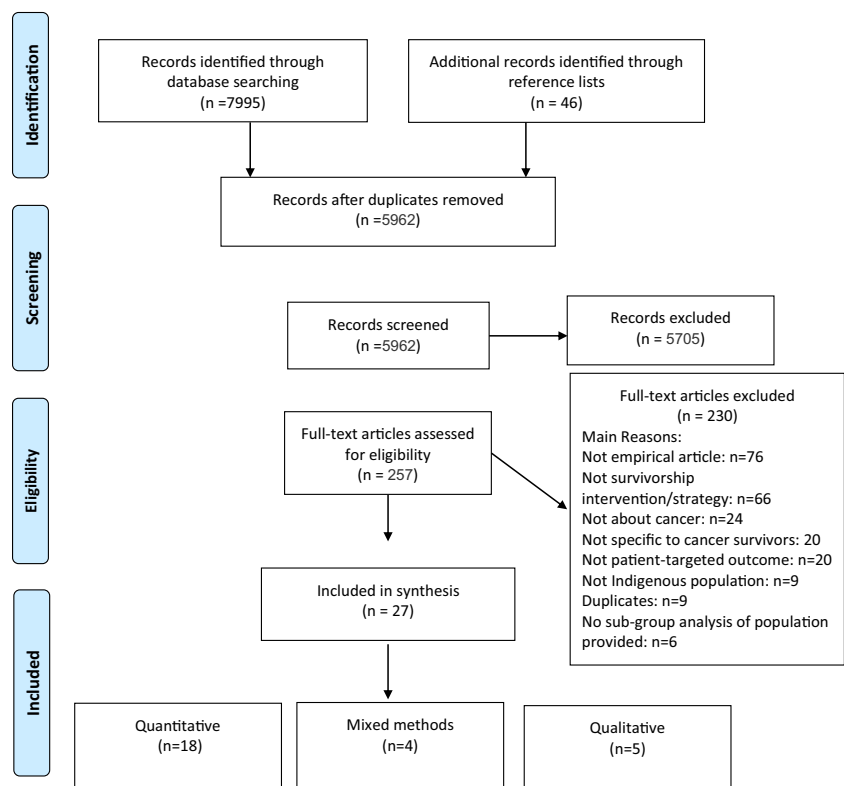 Identification
Records identified through
database searching
(n =7995)
Additional records identified through
reference lists
(n = 46)
Records after duplicates removed
(n =5962)
Screening
Records screened
(n =5962)
Records excluded
(n = 5705)
Eligibility
Full-text articles assessed
for eligibility
(n = 257)
Full-text articles excluded
(n = 230)
Main Reasons:
Not empirical article: n=76
Not survivorship
intervention/strategy: n=66
Not about cancer: n=24
Not specific to cancer survivors: 20
Not patient-targeted outcome: n=20
Not Indigenous population: n=9
Duplicates: n=9
No sub-group analysis of population
provided: n=6
Included
Included in synthesis
(n = 27)
Quantitative
(n=18)
Mixed methods
(n=4)
Qualitative
(n=5)